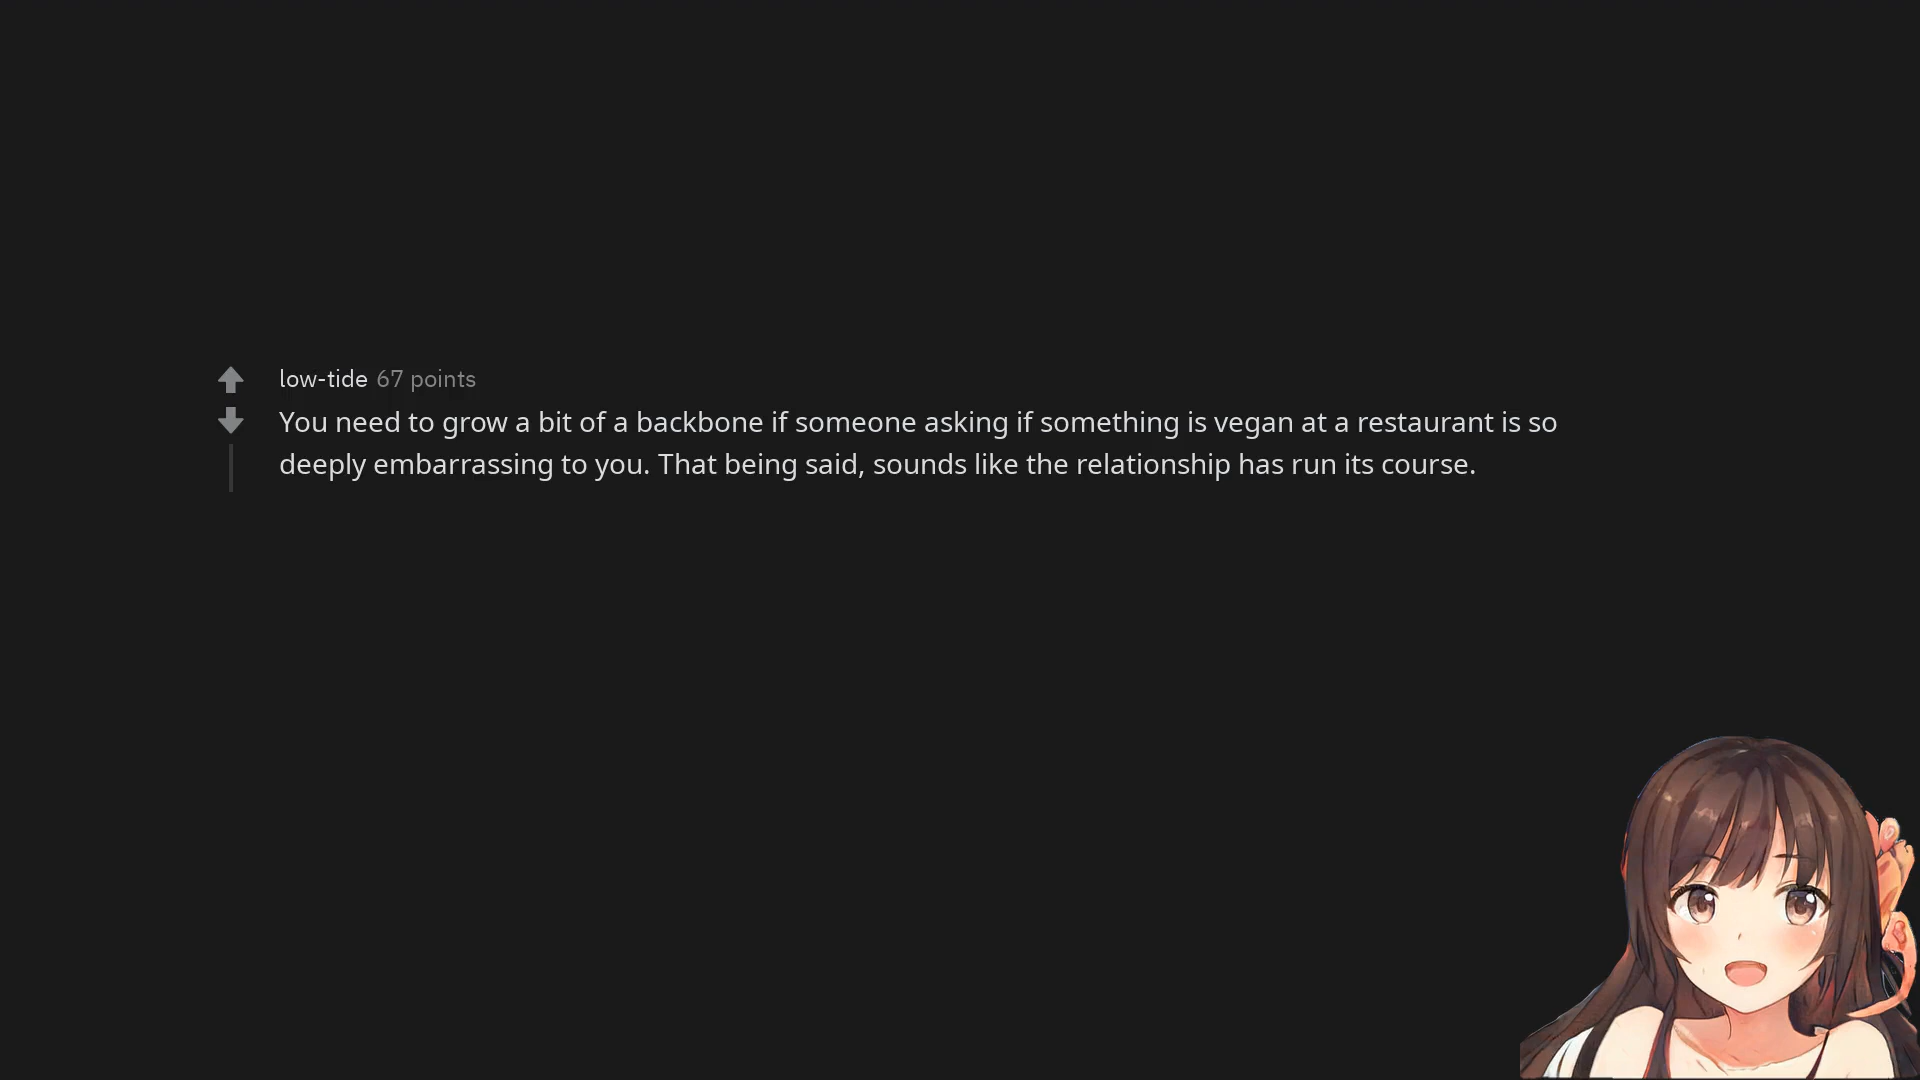 low-tide 67 points
You need to grow a bit of a backbone if someone asking if something is vegan at a restaurant is so
deeply embarrassing to you. That being said, sounds like the relationship has run its course.